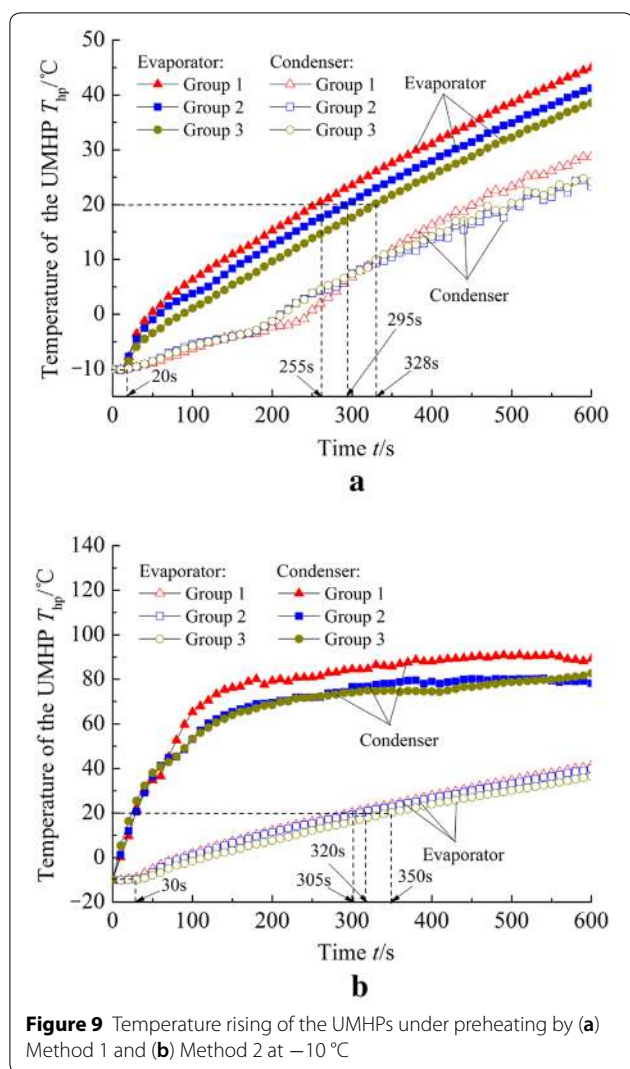 50
Evaporator:
Condenser:
Group 1
Group 1
Group 2
Group 2
Group 3
Group 3
Evaporator
Condenser
40
30
20
10
0
−10
Temperature of the UMHP Thp/°C
20s
255s
295s
328s
0 100 200 300 400 500 600
Time t/s
a
140
Evaporator:
Condenser:
Group 1
Group 1
Group 2
Group 2
Group 3
Group 3
Condenser
Evaporator
120
100
80
60
40
20
0
−20
Temperature of the UMHP Thp/°C
30s
305s
320s
350s
0 100 200 300 400 500 600
Time t/s
b
Figure 9 Temperature rising of the UMHPs under preheating by (a)
Method 1 and (b) Method 2 at −10 °C